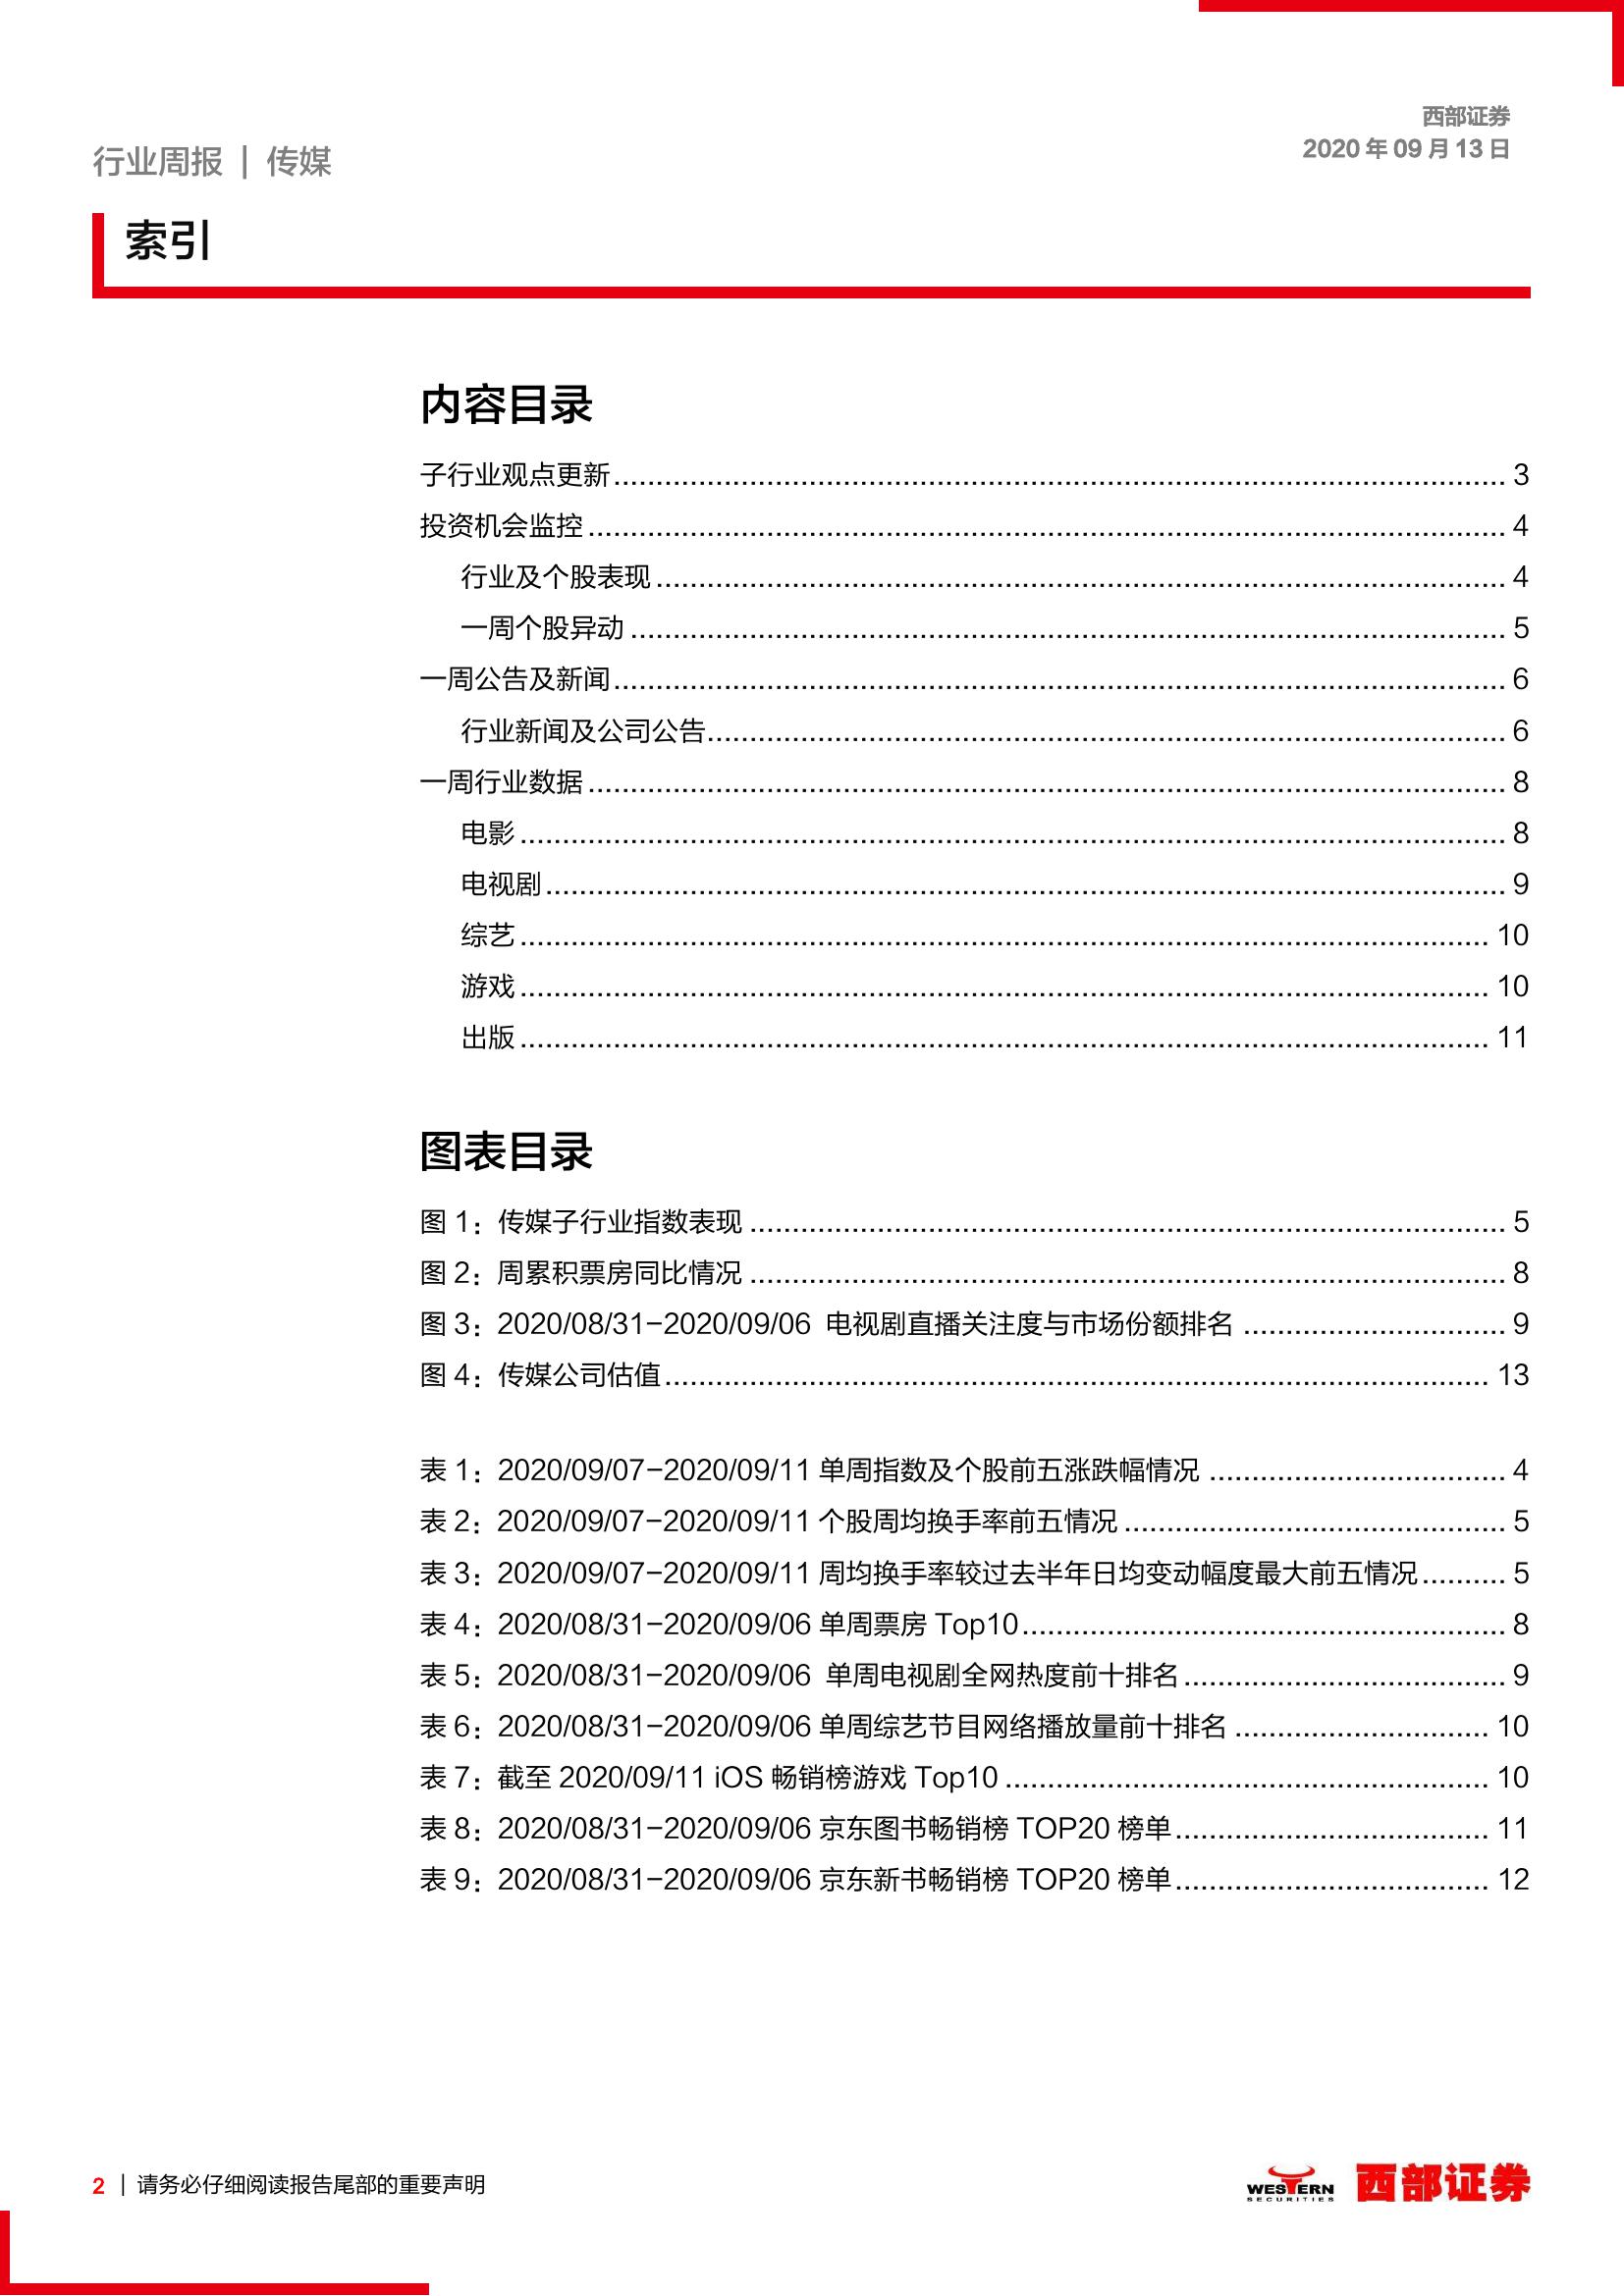 西部证券
2020 年 09 月 13 日
行业周报 | 传媒
索引
内容目录
子行业观点更新........................................ 3
投资机会监控........................................ 4
行业及个股表现........................................ 4
一周个股异动........................................ 5
一周公告及新闻........................................ 6
行业新闻及公司公告........................................ 6
一周行业数据........................................ 8
电影........................................ 8
电视剧........................................ 9
综艺........................................ 10
游戏........................................ 10
出版........................................ 11
图表目录
图 1：传媒子行业指数表现........................................ 5
图 2：周累积票房同比情况........................................ 8
图 3：2020/08/31-2020/09/06 电视剧直播关注度与市场份额排名.............................. 9
图 4：传媒公司估值........................................ 13
表 1：2020/09/07-2020/09/11 单周指数及个股前五涨跌幅情况.............................. 4
表 2：2020/09/07-2020/09/11 个股周均换手率前五情况.............................. 5
表 3：2020/09/07-2020/09/11 周均换手率较过去半年日均变动幅度最大前五情况.......... 5
表 4：2020/08/31-2020/09/06 单周票房 Top10........................................ 8
表 5：2020/08/31-2020/09/06 单周电视剧全网热度前十排名.............................. 9
表 6：2020/08/31-2020/09/06 单周综艺节目网络播放量前十排名.............................. 10
表 7：截至 2020/09/11 iOS 畅销榜游戏 Top10........................................ 10
表 8：2020/08/31-2020/09/06 京东图书畅销榜 TOP20 榜单.............................. 11
表 9：2020/08/31-2020/09/06 京东新书畅销榜 TOP20 榜单.............................. 12
2 | 请务必仔细阅读报告尾部的重要声明
WESTERN
SECURITIES
西部证券